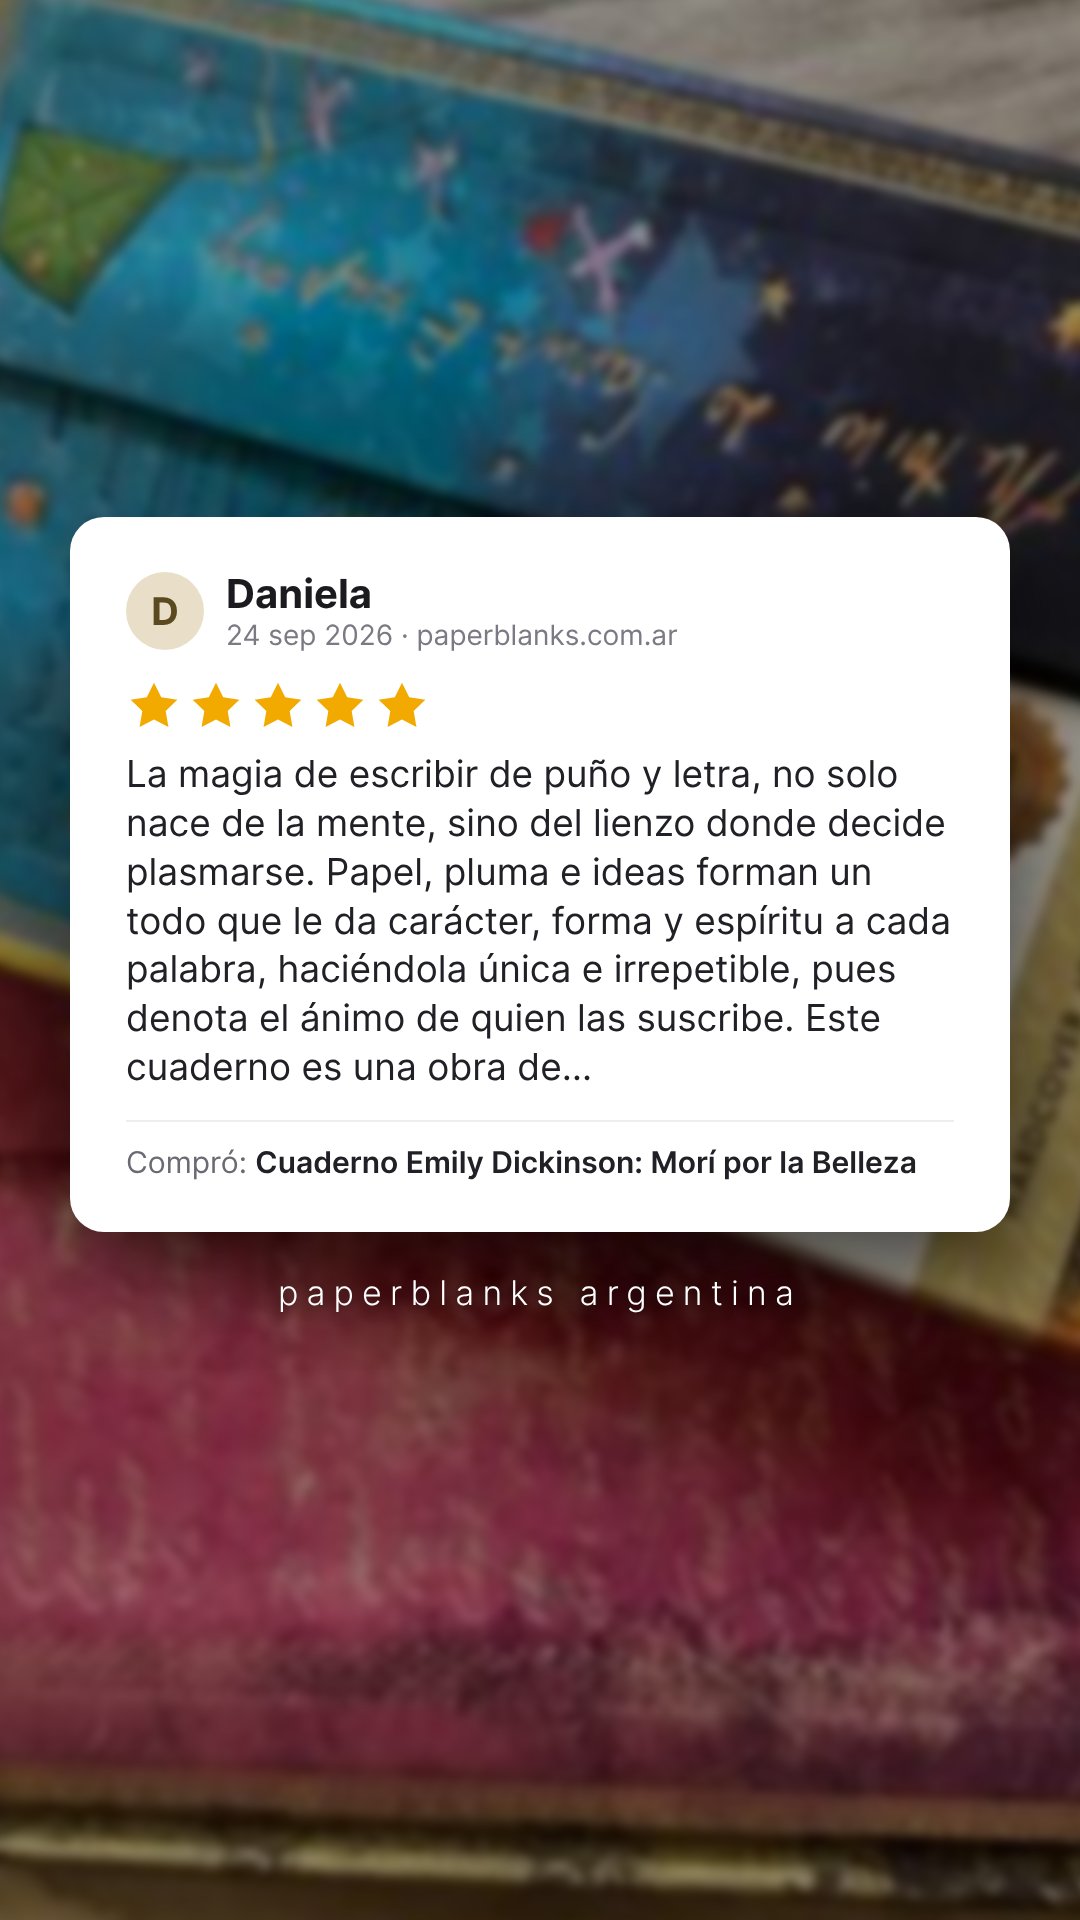 D
Daniela
24 sep 2026 · paperblanks.com.ar
La magia de escribir de puño y letra, no solo
nace de la mente, sino del lienzo donde decide
plasmarse. Papel, pluma e ideas forman un
todo que le da carácter, forma y espíritu a cada
palabra, haciéndola única e irrepetible, pues
denota el ánimo de quien las suscribe. Este
cuaderno es una obra de...
Compró: Cuaderno Emily Dickinson: Morí por la Belleza
paperblanks argentina